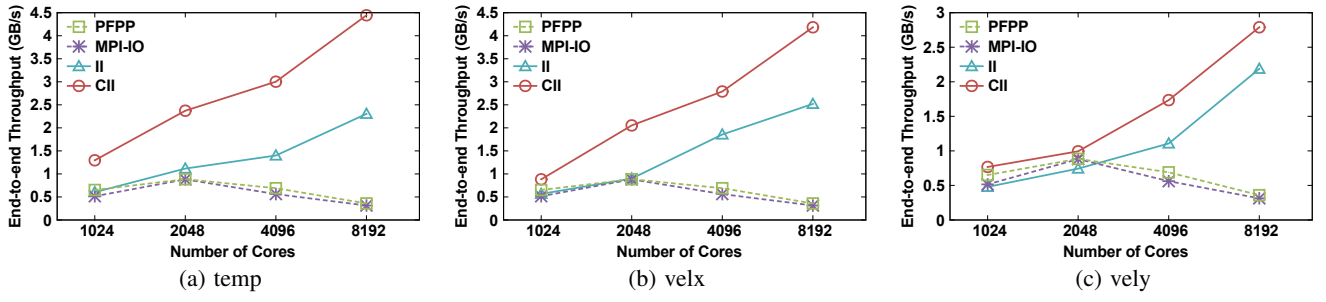 End-to-end Throughput (GB/s)
4.5
4
3.5
3
2.5
2
1.5
1
0.5
0
PFPP
MPI-IO
II
CII
1024 2048 4096 8192
Number of Cores
(a) temp
End-to-end Throughput (GB/s)
4.5
4
3.5
3
2.5
2
1.5
1
0.5
0
PFPP
MPI-IO
II
CII
1024 2048 4096 8192
Number of Cores
(b) velx
End-to-end Throughput (GB/s)
3
2.5
2
1.5
1
0.5
0
PFPP
MPI-IO
II
CII
1024 2048 4096 8192
Number of Cores
(c) vely